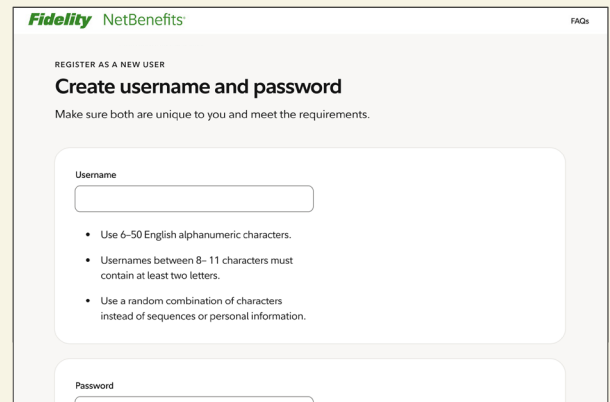 Fidelity NetBenefits®
FAQs
REGISTER AS A NEW USER
Create username and password
Make sure both are unique to you and meet the requirements.
Username
• Use 6–50 English alphanumeric characters.
• Usernames between 8– 11 characters must
contain at least two letters.
• Use a random combination of characters
instead of sequences or personal information.
Password